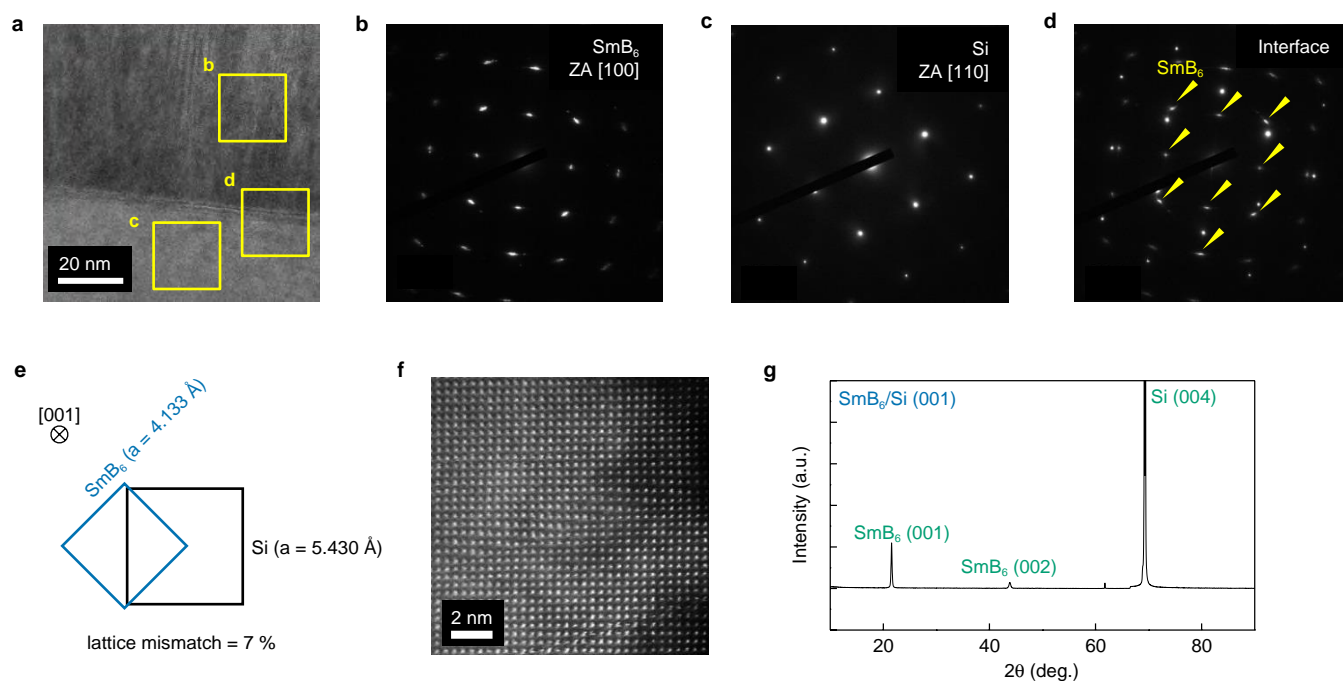 a
b
d
c
20 nm
b
SmB₆
ZA [100]
c
Si
ZA [110]
d
Interface
SmB₆
e
[001]
SmB₆ (a = 4.133 Å)
Si (a = 5.430 Å)
lattice mismatch = 7 %
f
2 nm
g
SmB₆/Si (001)
Si (004)
SmB₆ (001)
SmB₆ (002)
Intensity (a.u.)
20 40 60 80
2θ (deg.)